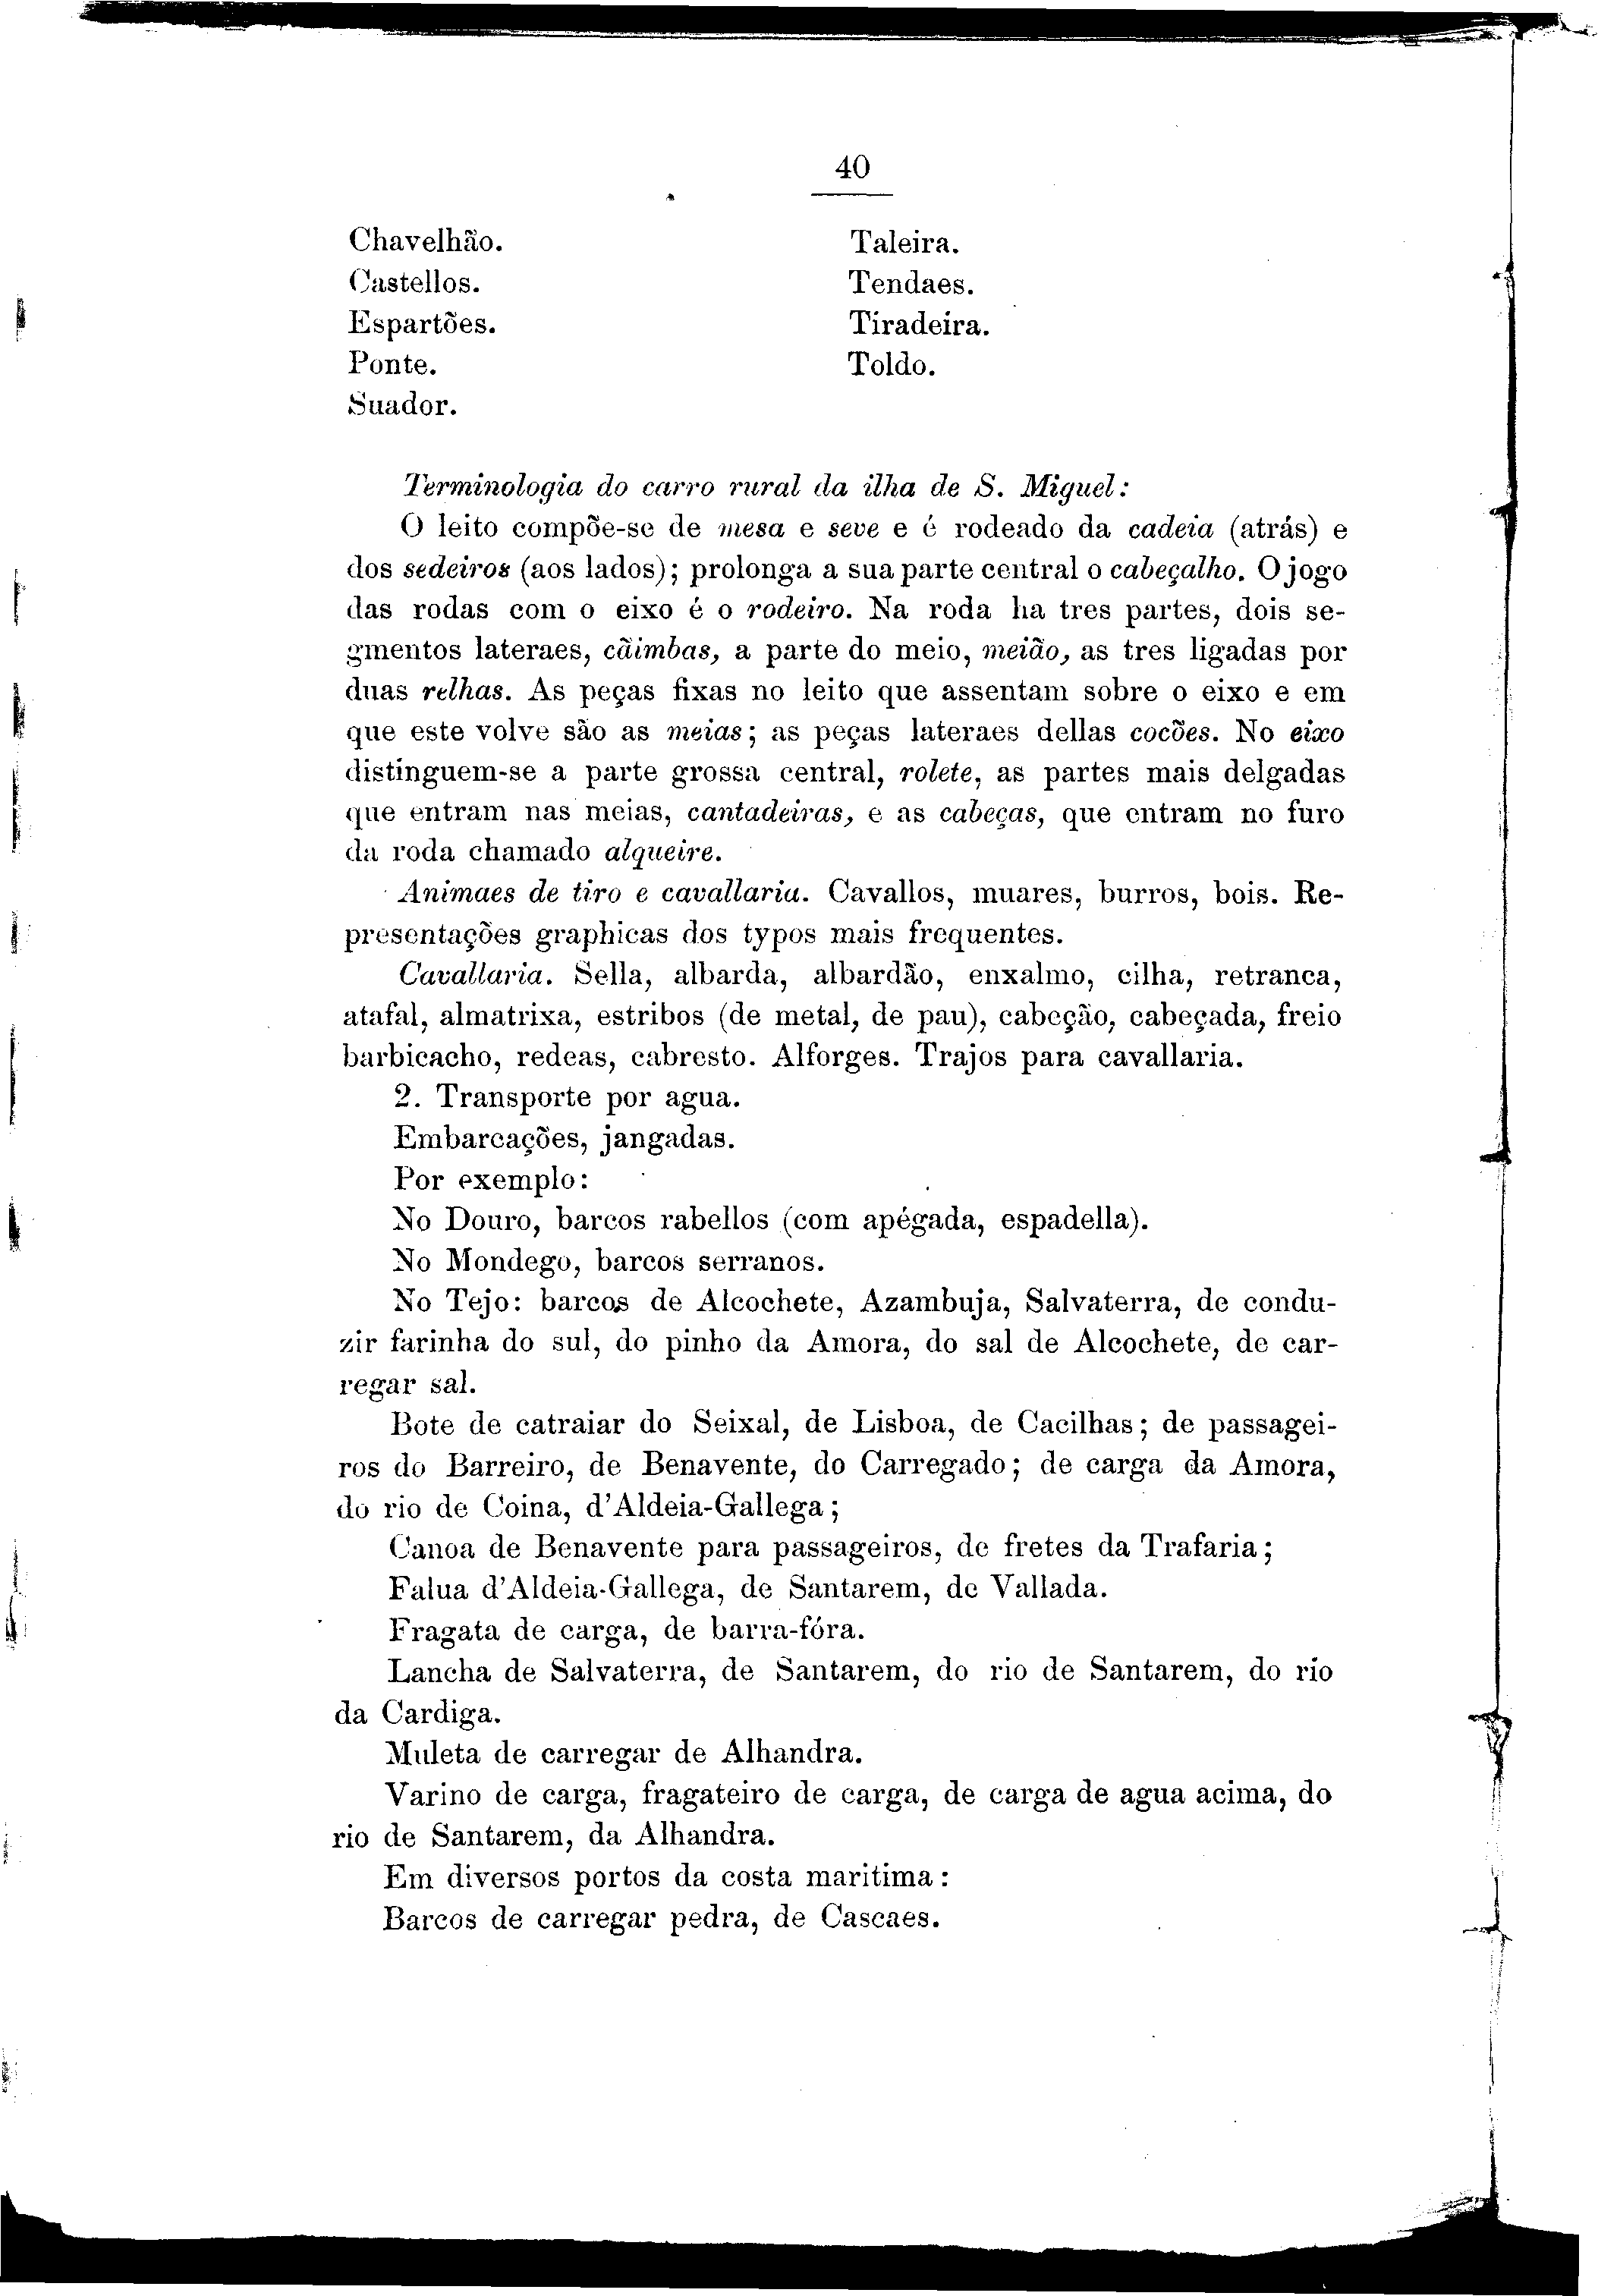 40
Chavelhão.
Castellos.
Espartões.
Ponte.
Suador.
Taleira.
Tendaes.
Tiradeira.
Toldo.
Terminologia do carro rural da ilha de S. Miguel:
O leito compõe-se de mesa e seve e é rodeado da cadeia (atrás) e
dos sedeiros (aos lados); prolonga a sua parte central o cabeçalho. O jogo
das rodas com o eixo é o rodeiro. Na roda ha tres partes, dois se-
gmentos lateraes, cãimbas, a parte do meio, meião, as tres ligadas por
duas relhas. As peças fixas no leito que assentam sobre o eixo e em
que este volve são as meias; as peças lateraes dellas cocões. No eixo
distinguem-se a parte grossa central, rolete, as partes mais delgadas
que entram nas meias, cantadeiras, e as cabeças, que entram no furo
da roda chamado alqueire.
Animaes de tiro e cavallaria. Cavallos, muares, burros, bois. Re-
presentações graphicas dos typos mais frequentes.
Cavallaria. Sella, albarda, albardão, enxalmo, cilha, retranca,
atafal, almatrixa, estribos (de metal, de pau), cabeção, cabeçada, freio
barbicacho, redeas, cabresto. Alforges. Trajos para cavallaria.
2. Transporte por agua.
Embarcações, jangadas.
Por exemplo:
No Douro, barcos rabellos (com apégada, espadella).
No Mondego, barcos serranos.
No Tejo: barcos de Alcochete, Azambuja, Salvaterra, de condu-
zir farinha do sul, do pinho da Amora, do sal de Alcochete, de car-
regar sal.
Bote de catraiar do Seixal, de Lisboa, de Cacilhas; de passagei-
ros do Barreiro, de Benavente, do Carregado; de carga da Amora,
do rio de Coina, d'Aldeia-Gallega;
Canoa de Benavente para passageiros, de fretes da Trafaria;
Falua d'Aldeia-Gallega, de Santarem, de Vallada.
Fragata de carga, de barra-fóra.
Lancha de Salvaterra, de Santarem, do rio de Santarem, do rio
da Cardiga.
Muleta de carregar de Alhandra.
Varino de carga, fragateiro de carga, de carga de agua acima, do
rio de Santarem, da Alhandra.
Em diversos portos da costa maritima:
Barcos de carregar pedra, de Cascaes.